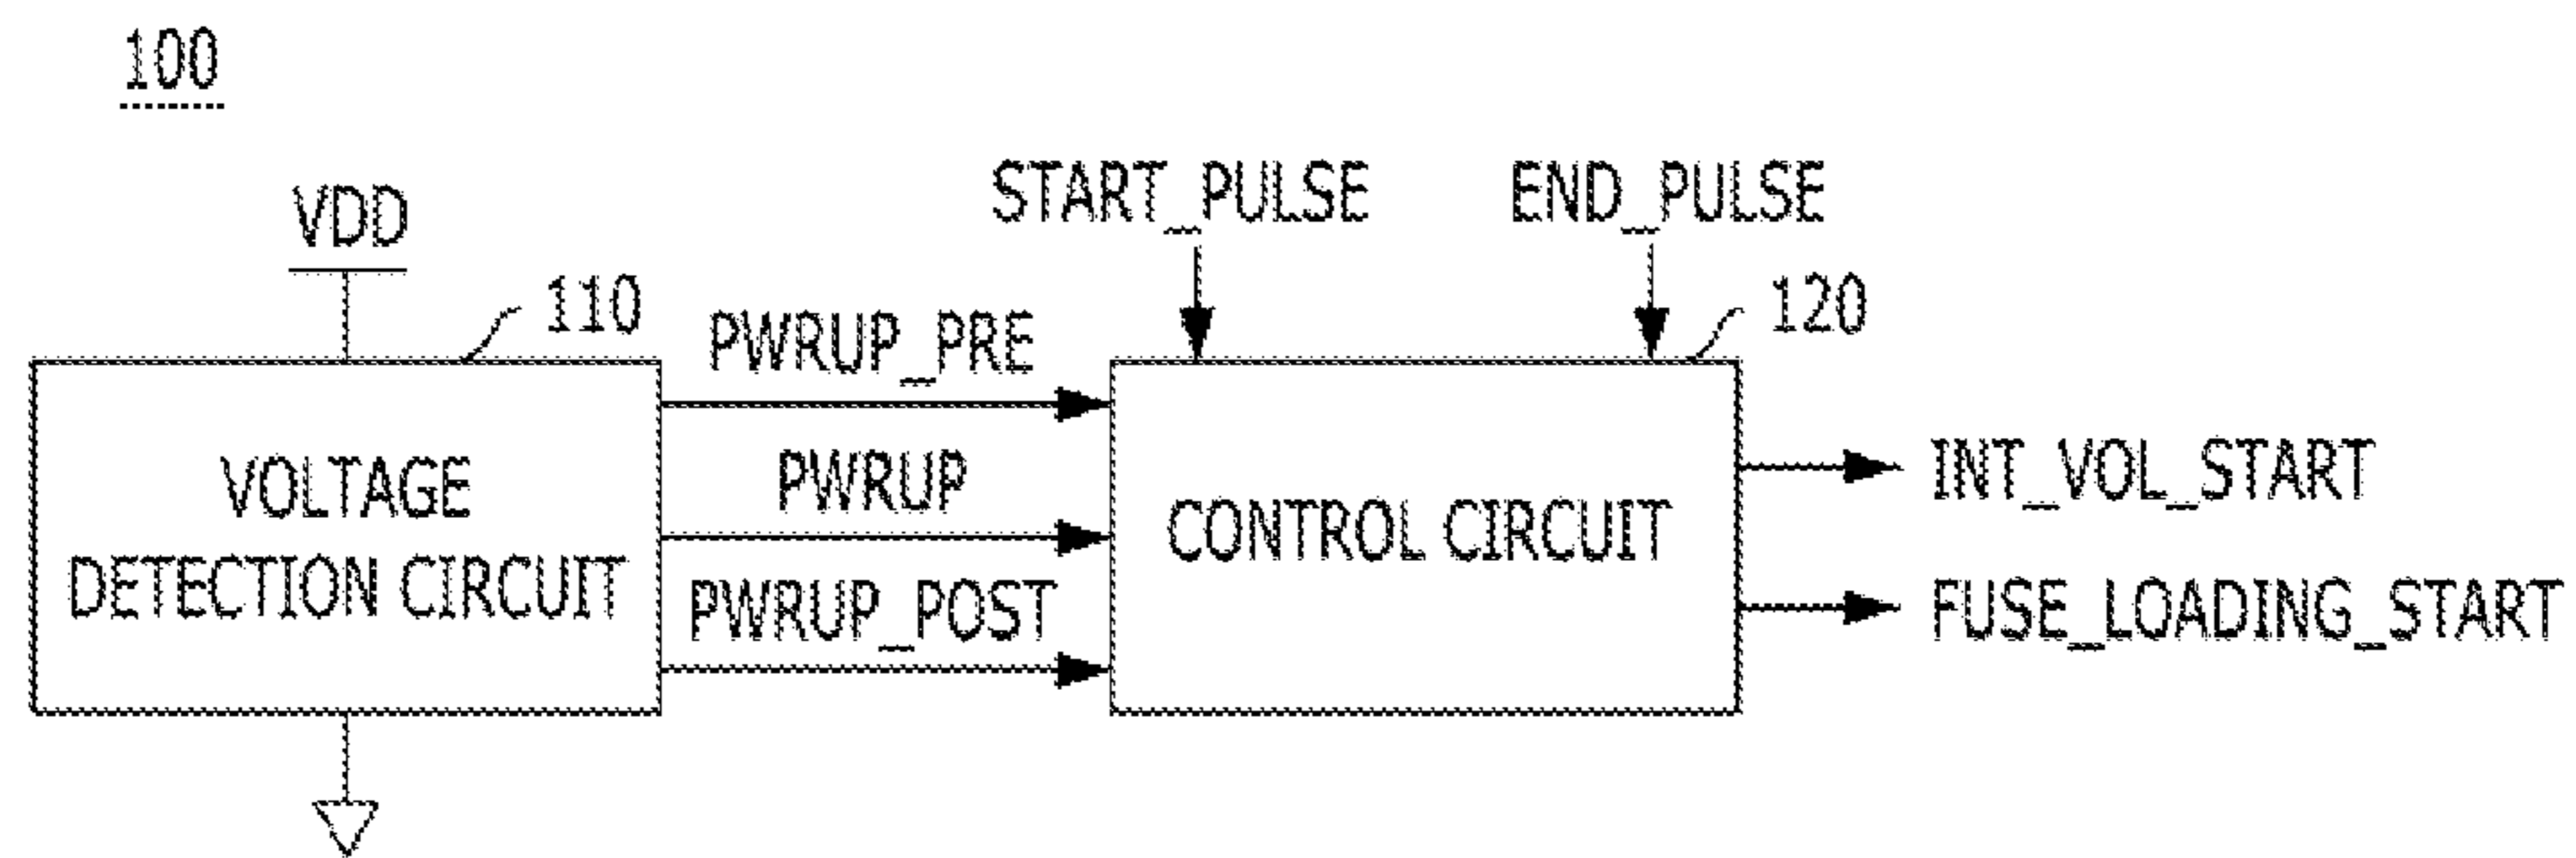 100
VDD
START_PULSE
END_PULSE
110
120
PWRUP_PRE
PWRUP
PWRUP_POST
VOLTAGE
DETECTION CIRCUIT
CONTROL CIRCUIT
INT_VOL_START
FUSE_LOADING_START